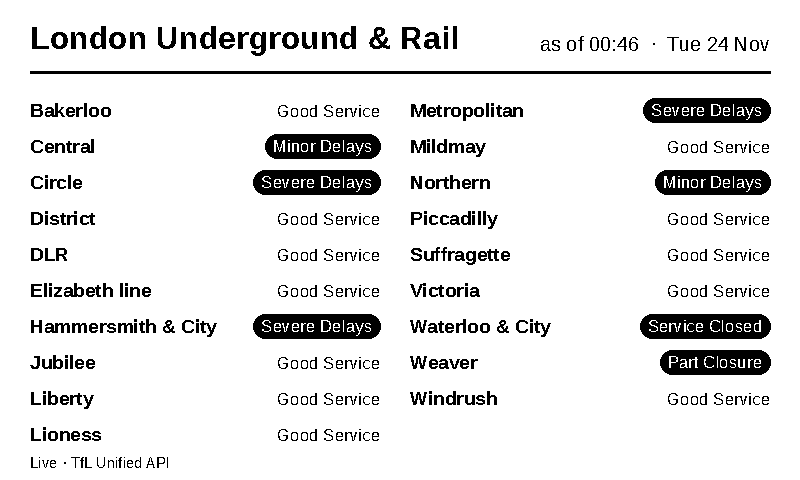 London Underground & Rail
as of 00:46 · Tue 24 Nov
Bakerloo Good Service
Central Minor Delays
Circle Severe Delays
District Good Service
DLR Good Service
Elizabeth line Good Service
Hammersmith & City Severe Delays
Jubilee Good Service
Liberty Good Service
Lioness Good Service
Metropolitan Severe Delays
Mildmay Good Service
Northern Minor Delays
Piccadilly Good Service
Suffragette Good Service
Victoria Good Service
Waterloo & City Service Closed
Weaver Part Closure
Windrush Good Service
Live · TfL Unified API